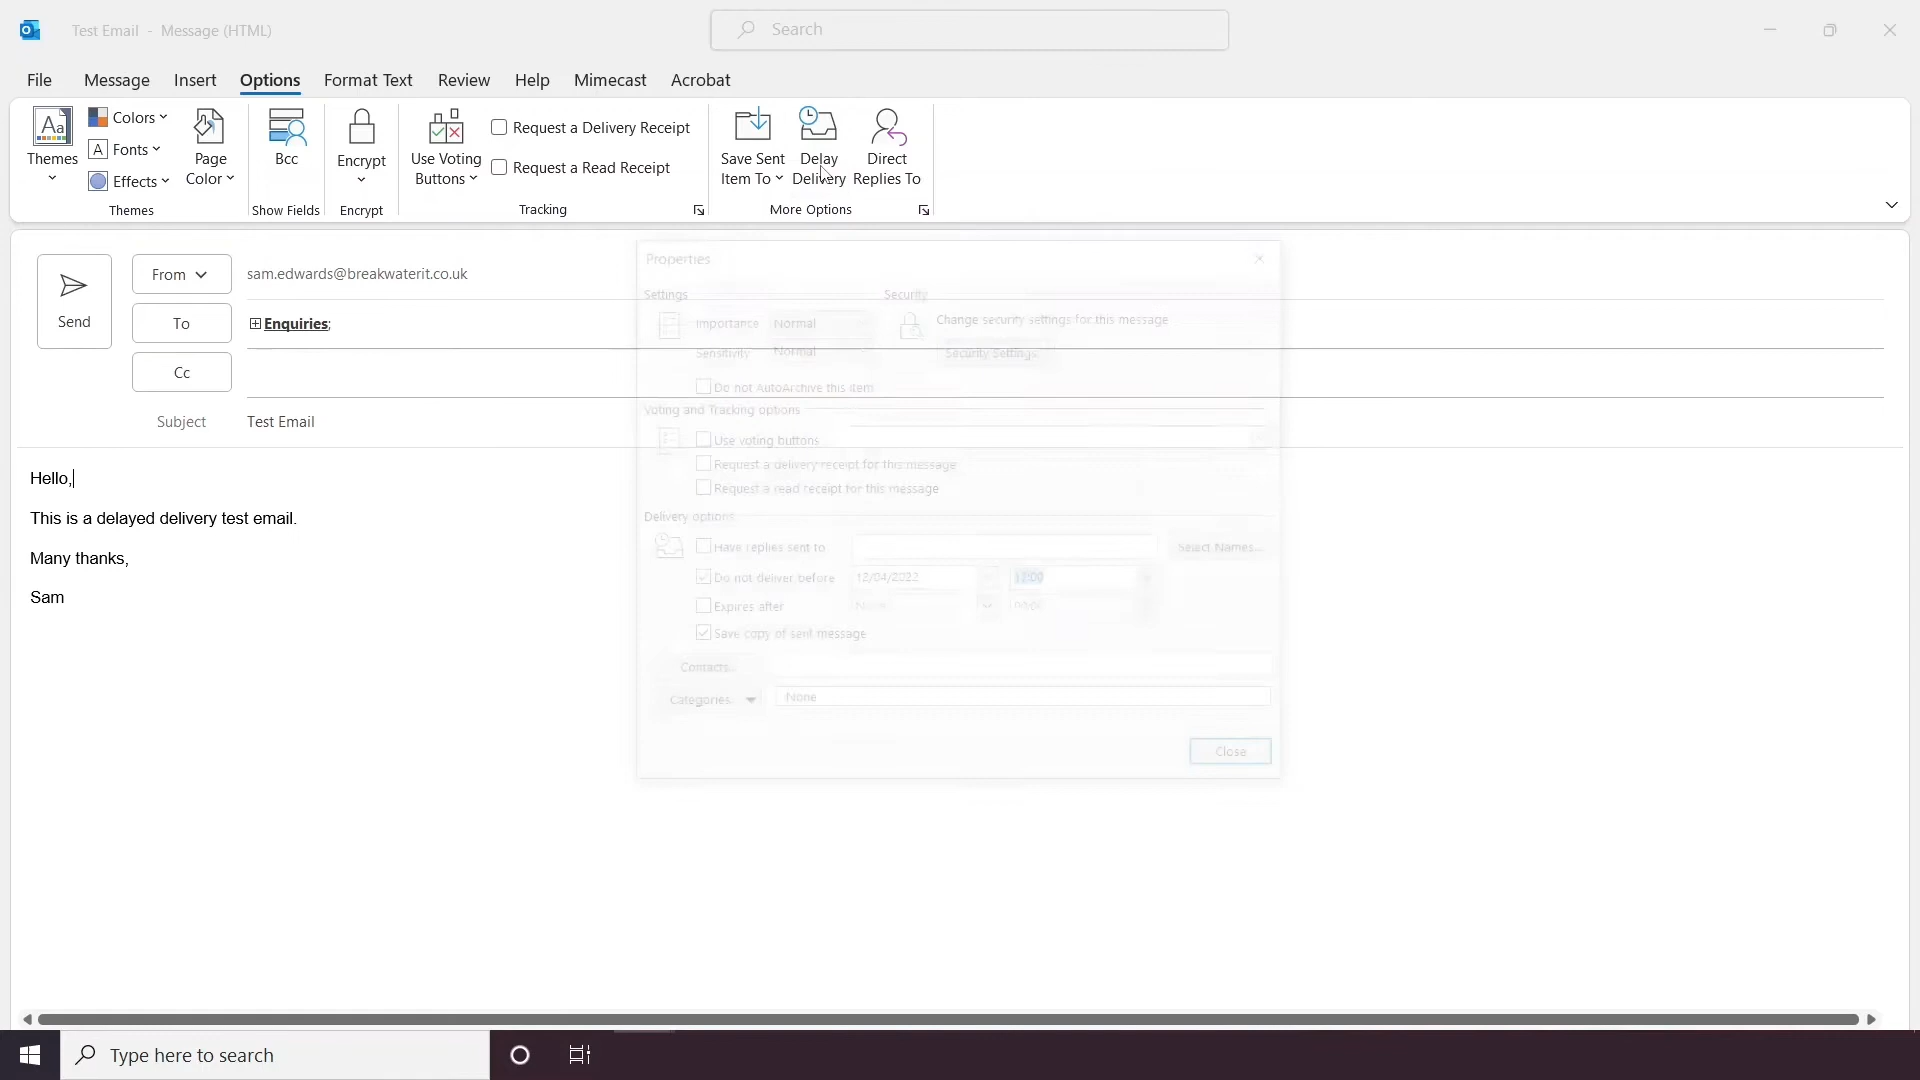 Test Email - Message (HTML)
Search
File Message Insert Options Format Text Review Help Mimecast Acrobat
Themes
Colors
Fonts
Effects
Page Color
Themes
Bcc
Show Fields
Encrypt
Encrypt
Use Voting Buttons
Request a Delivery Receipt
Request a Read Receipt
Tracking
Save Sent Item To
Delay Delivery
Direct Replies To
More Options
Send
From sam.edwards@breakwaterit.co.uk
To Enquiries;
Cc
Subject Test Email
Hello,
This is a delayed delivery test email.
Many thanks,
Sam
Properties
Settings
Importance Normal
Sensitivity Normal
Do not AutoArchive this item
Security
Change security settings for this message
Security Settings...
Voting and Tracking options
Use voting buttons
Request a delivery receipt for this message
Request a read receipt for this message
Delivery options
Have replies sent to Select Names...
Do not deliver before 12/04/2022
Expires after None 00:00
Save copy of sent message
Contacts...
Categories None
Close
Type here to search